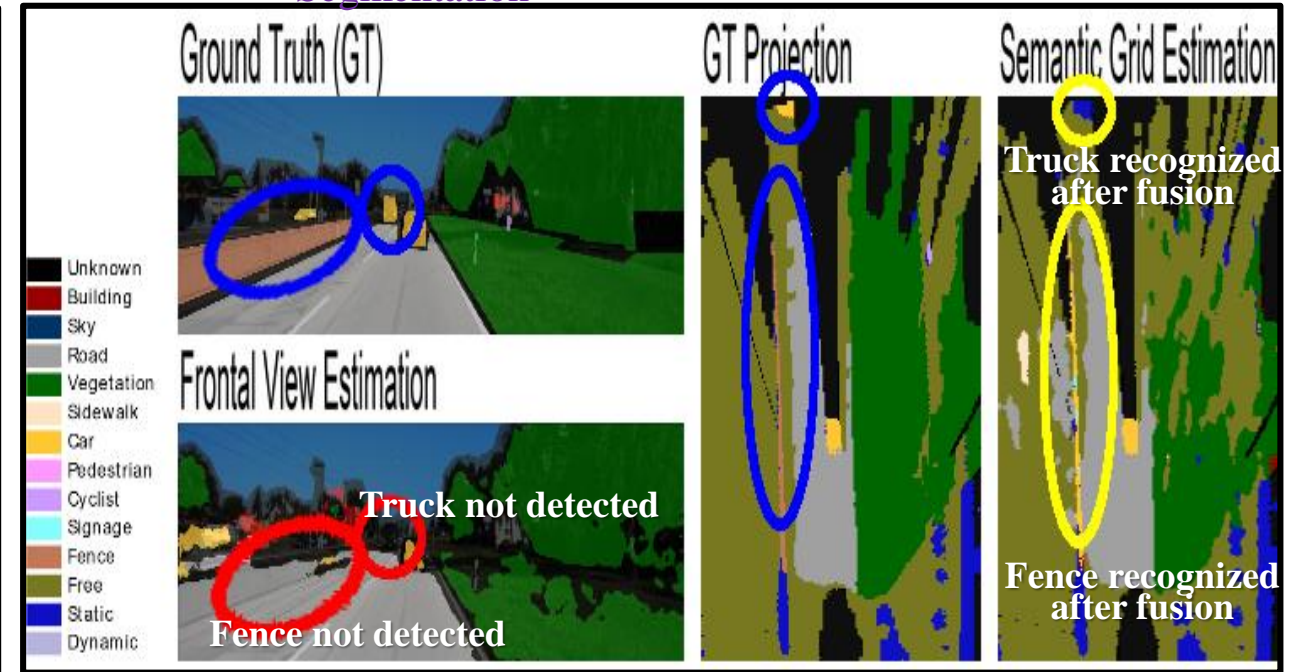 Segmentation
Ground Truth (GT)
GT Projection
Semantic Grid Estimation
Truck recognized
after fusion
Unknown
Building
Sky
Road
Vegetation
Sidewalk
Car
Pedestrian
Cyclist
Signage
Fence
Free
Static
Dynamic
Frontal View Estimation
Truck not detected
Fence not detected
Fence recognized
after fusion